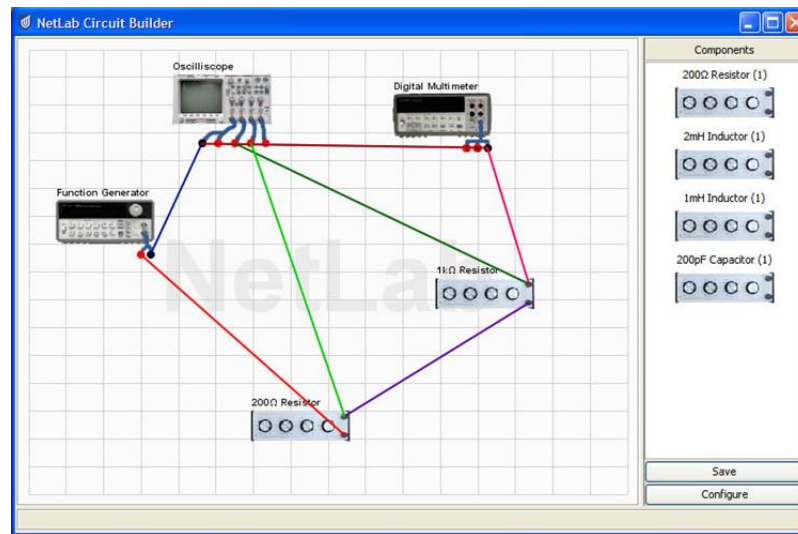 NetLab Circuit Builder
Oscilliscope
Digital Multimeter
Function Generator
NetLab
1kΩ Resistor
200Ω Resistor
Components
200Ω Resistor (1)
2mH Inductor (1)
1mH Inductor (1)
200pF Capacitor (1)
Save
Configure